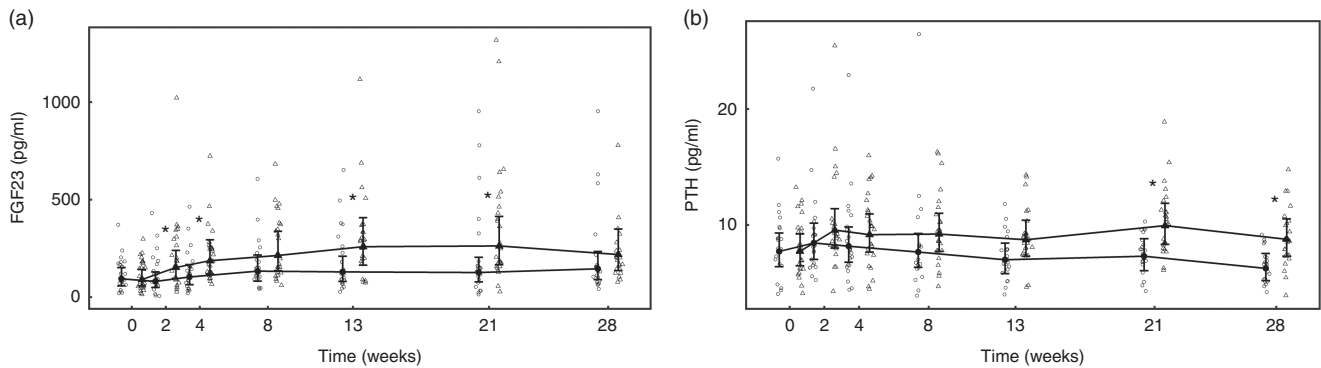 (a)
FGF23 (pg/ml)
1000
500
0
* * * *
0 2 4 8 13 21 28
Time (weeks)
(b)
PTH (pg/ml)
20
10
* *
0 2 4 8 13 21 28
Time (weeks)